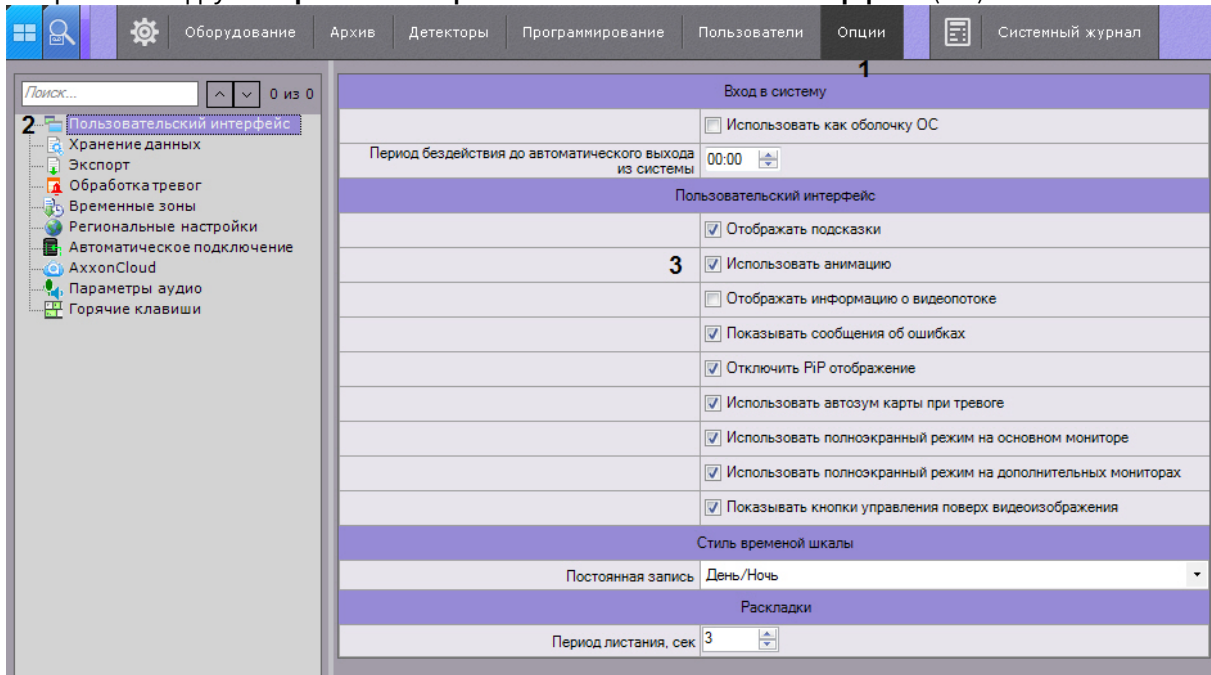 Оборудование Архив Детекторы Программирование Пользователи Опции Системный журнал
1
Поиск... 0 из 0
2 Пользовательский интерфейс
Хранение данных
Экспорт
Обработка тревог
Временные зоны
Региональные настройки
Автоматическое подключение
AxxonCloud
Параметры аудио
Горячие клавиши
Вход в систему
Использовать как оболочку ОС
Период бездействия до автоматического выхода
из системы
00:00
Пользовательский интерфейс
Отображать подсказки
3 Использовать анимацию
Отображать информацию о видеопотоке
Показывать сообщения об ошибках
Отключить PiP отображение
Использовать автозум карты при тревоге
Использовать полноэкранный режим на основном мониторе
Использовать полноэкранный режим на дополнительных мониторах
Показывать кнопки управления поверх видеоизображения
Стиль временой шкалы
Постоянная запись День/Ночь
Раскладки
Период листания, сек 3